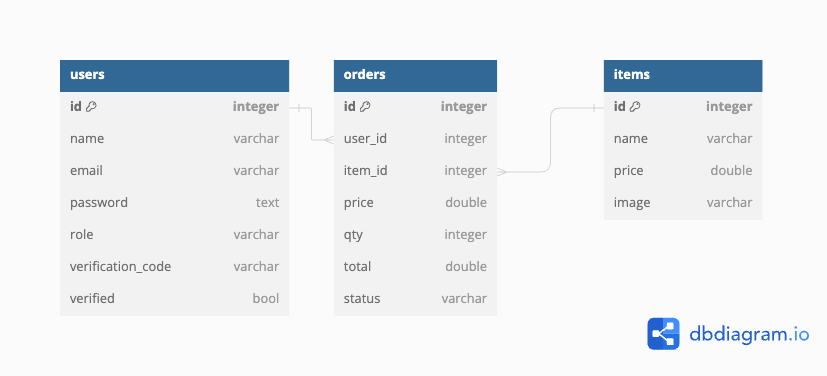 users
id integer
name varchar
email varchar
password text
role varchar
verification_code varchar
verified bool
orders
id integer
user_id integer
item_id integer
price double
qty integer
total double
status varchar
items
id integer
name varchar
price double
image varchar
dbdiagram.io